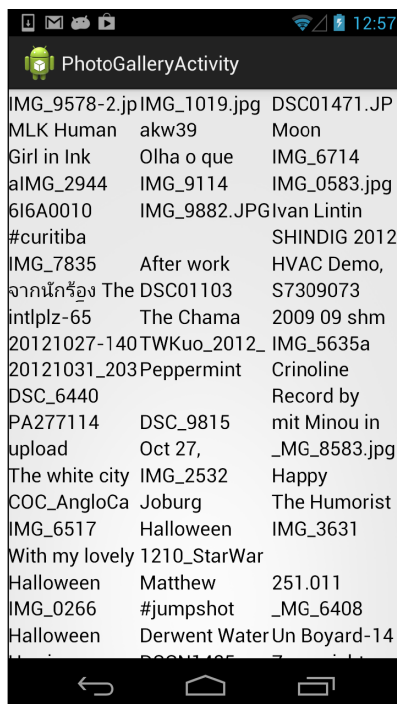 12:57
PhotoGalleryActivity
IMG_9578-2.jp IMG_1019.jpg DSC01471.JP
MLK Human akw39 Moon
Girl in Ink Olha o que IMG_6714
aIMG_2944 IMG_9114 IMG_0583.jpg
6I6A0010 IMG_9882.JPG Ivan Lintin
#curitiba SHINDIG 2012
IMG_7835 After work HVAC Demo,
จากนักร้อง The DSC01103 S7309073
intlplz-65 The Chama 2009 09 shm
20121027-140 TWKuo_2012_ IMG_5635a
20121031_203 Peppermint Crinoline
DSC_6440 Record by
PA277114 DSC_9815 mit Minou in
upload Oct 27, _MG_8583.jpg
The white city IMG_2532 Happy
COC_AngloCa Joburg The Humorist
IMG_6517 Halloween IMG_3631
With my lovely 1210_StarWar
Halloween Matthew 251.011
IMG_0266 #jumpshot _MG_6408
Halloween Derwent Water Un Boyard-14